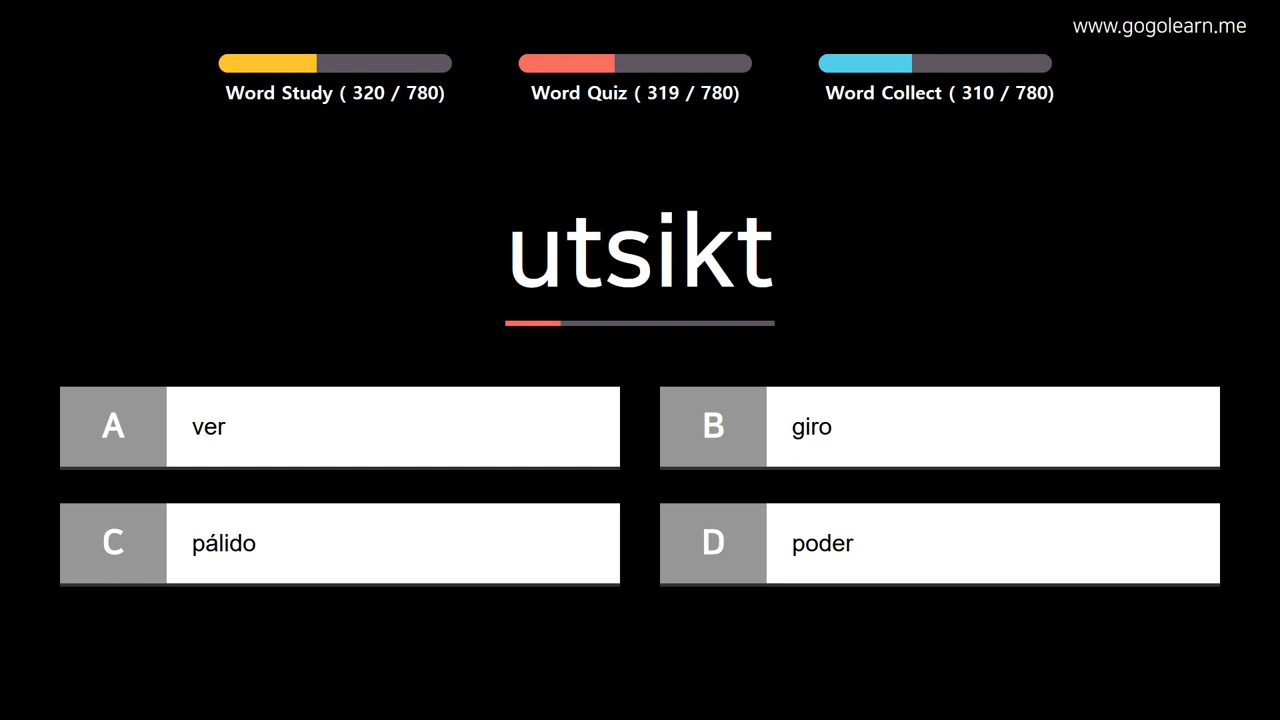 www.gogolearn.me
Word Study ( 320 / 780)
Word Quiz ( 319 / 780)
Word Collect ( 310 / 780)
utsikt
A ver
B giro
C pálido
D poder